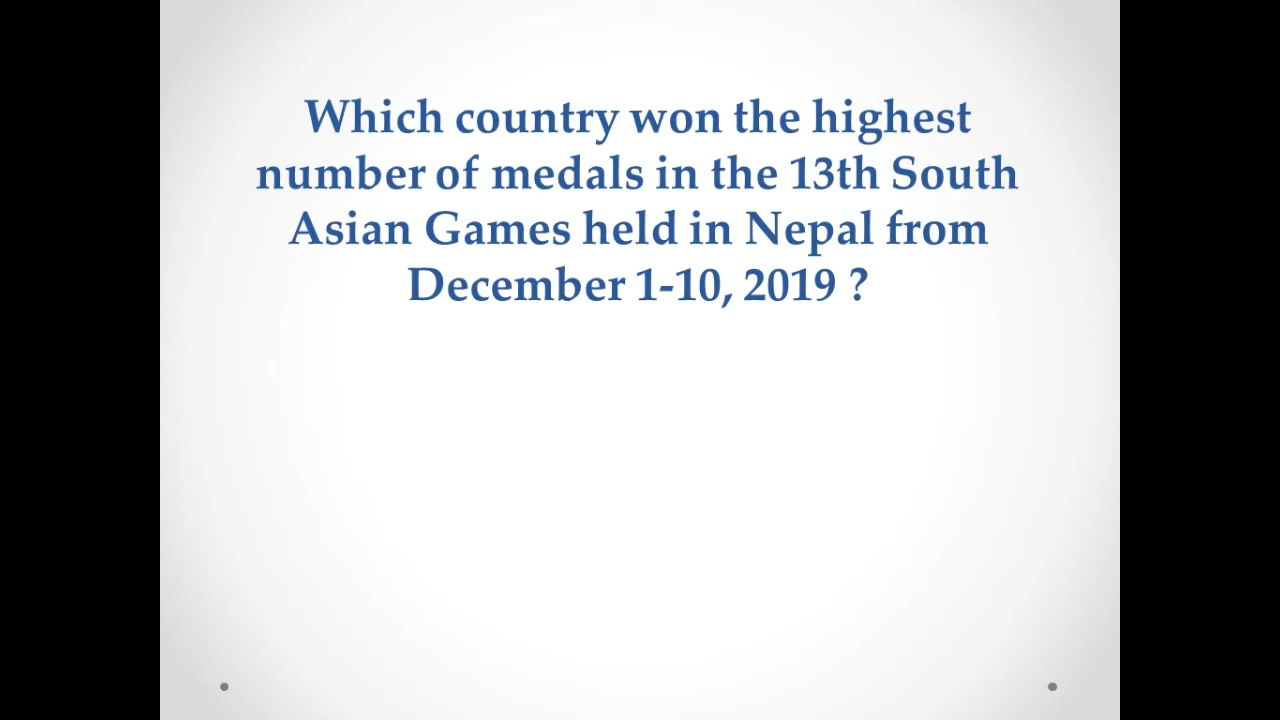 Which country won the highest
number of medals in the 13th South
Asian Games held in Nepal from
December 1-10, 2019 ?